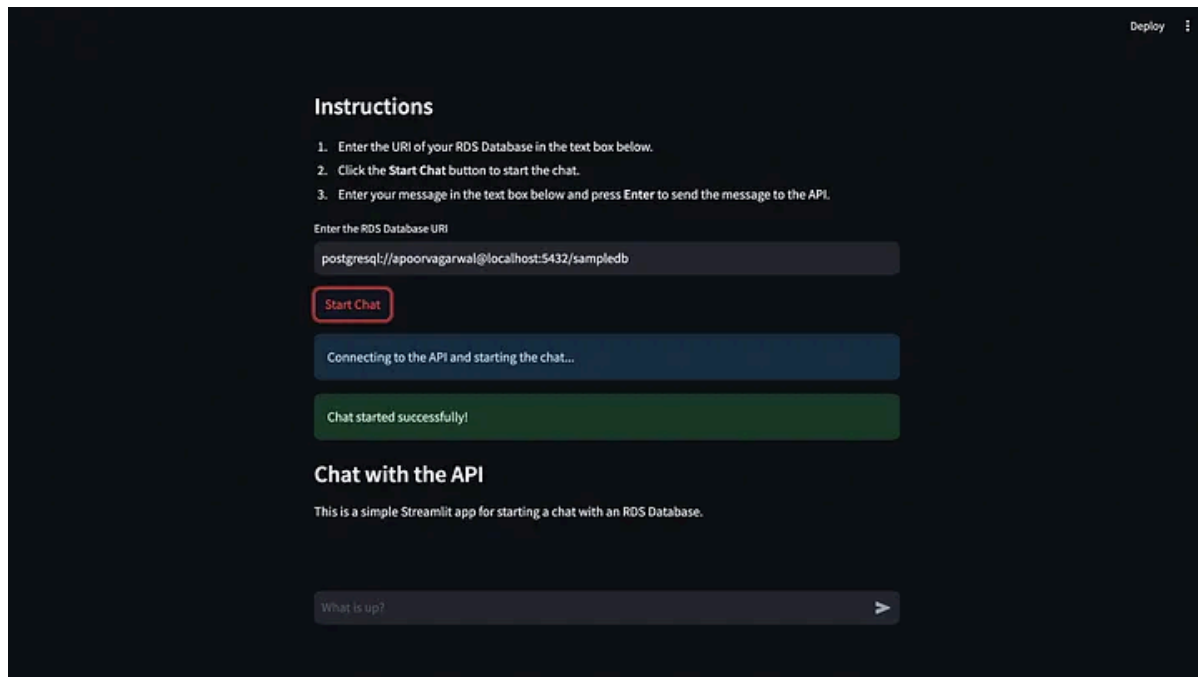 Deploy
Instructions
1. Enter the URI of your RDS Database in the text box below.
2. Click the Start Chat button to start the chat.
3. Enter your message in the text box below and press Enter to send the message to the API.
Enter the RDS Database URI
postgresql://apoorvagarwal@localhost:5432/sampledb
Start Chat
Connecting to the API and starting the chat...
Chat started successfully!
Chat with the API
This is a simple Streamlit app for starting a chat with an RDS Database.
What is up?